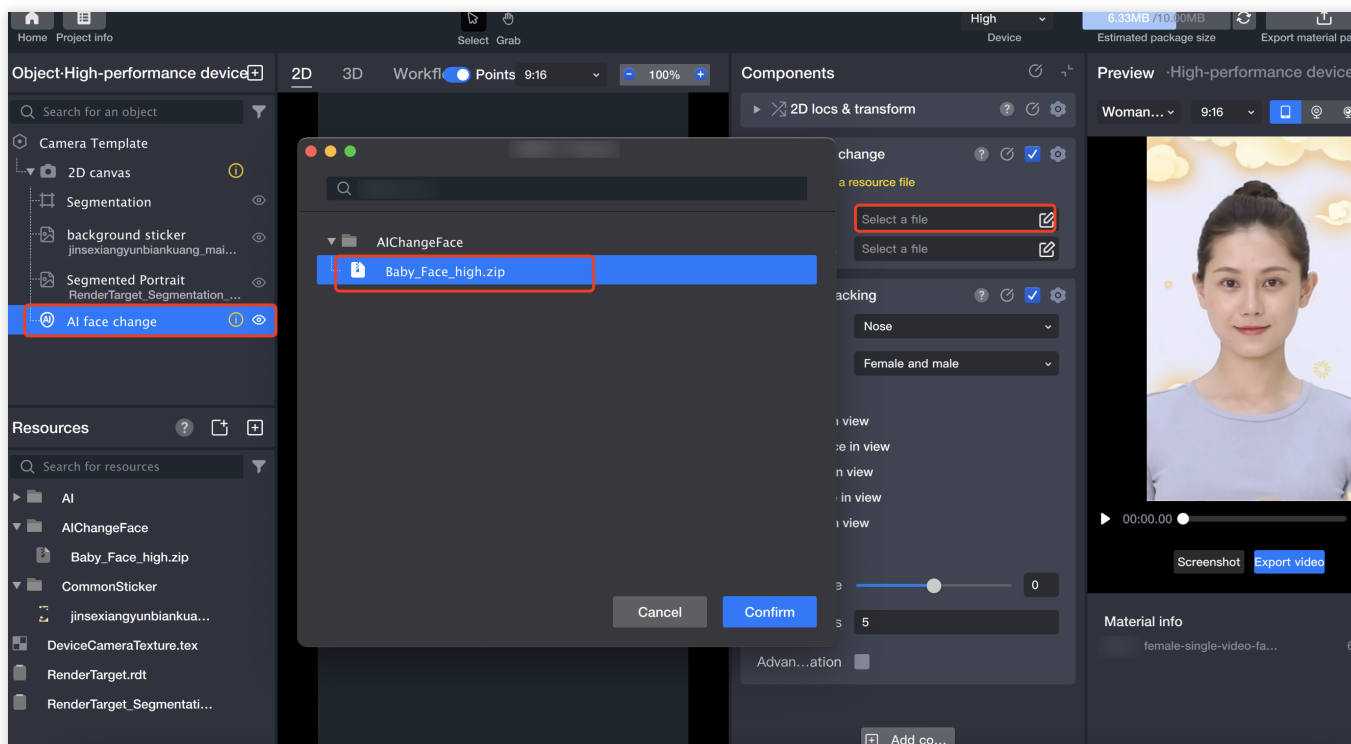 Home
Project info
Select
Grab
High
Device
6.33MB /10.00MB
Estimated package size
Export material pa
Object·High-performance device
2D
3D
Workfl
Points
9:16
100%
Components
Preview
·High-performance device
Search for an object
2D locs & transform
Woman...
9:16
Camera Template
2D canvas
Segmentation
background sticker
jinsexiangyunbiankuang_mai...
Segmented Portrait
RenderTarget_Segmentation_...
AI face change
AIChangeFace
Baby_Face_high.zip
Cancel
Confirm
change
a resource file
Select a file
Select a file
acking
Nose
Female and male
n view
ce in view
n view
in view
n view
e
0
s
5
Advan...ation
Add co...
Resources
Search for resources
AI
AIChangeFace
Baby_Face_high.zip
CommonSticker
jinsexiangyunbiankua...
DeviceCameraTexture.tex
RenderTarget.rdt
RenderTarget_Segmentati...
00:00.00
Screenshot
Export video
Material info
female-single-video-fa...
6